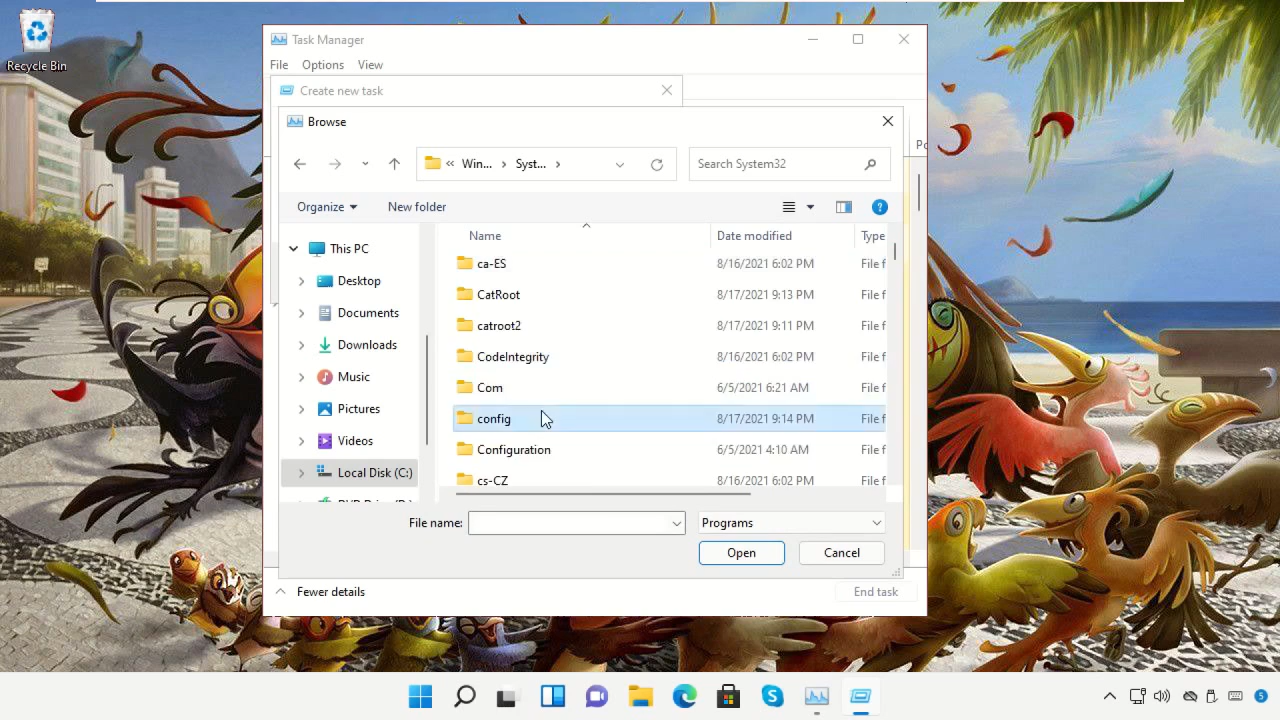 Recycle Bin
Task Manager
File Options View
Create new task
Browse
« Win... › Syst... ›
Search System32
Organize New folder
Name Date modified Type
This PC
Desktop
Documents
Downloads
Music
Pictures
Videos
Local Disk (C:)
ca-ES 8/16/2021 6:02 PM File f
CatRoot 8/17/2021 9:13 PM File f
catroot2 8/17/2021 9:11 PM File f
CodeIntegrity 8/16/2021 6:02 PM File f
Com 6/5/2021 6:21 AM File f
config 8/17/2021 9:14 PM File f
Configuration 6/5/2021 4:10 AM File f
cs-CZ 8/16/2021 6:02 PM File f
File name: Programs
Open Cancel
Fewer details End task
5